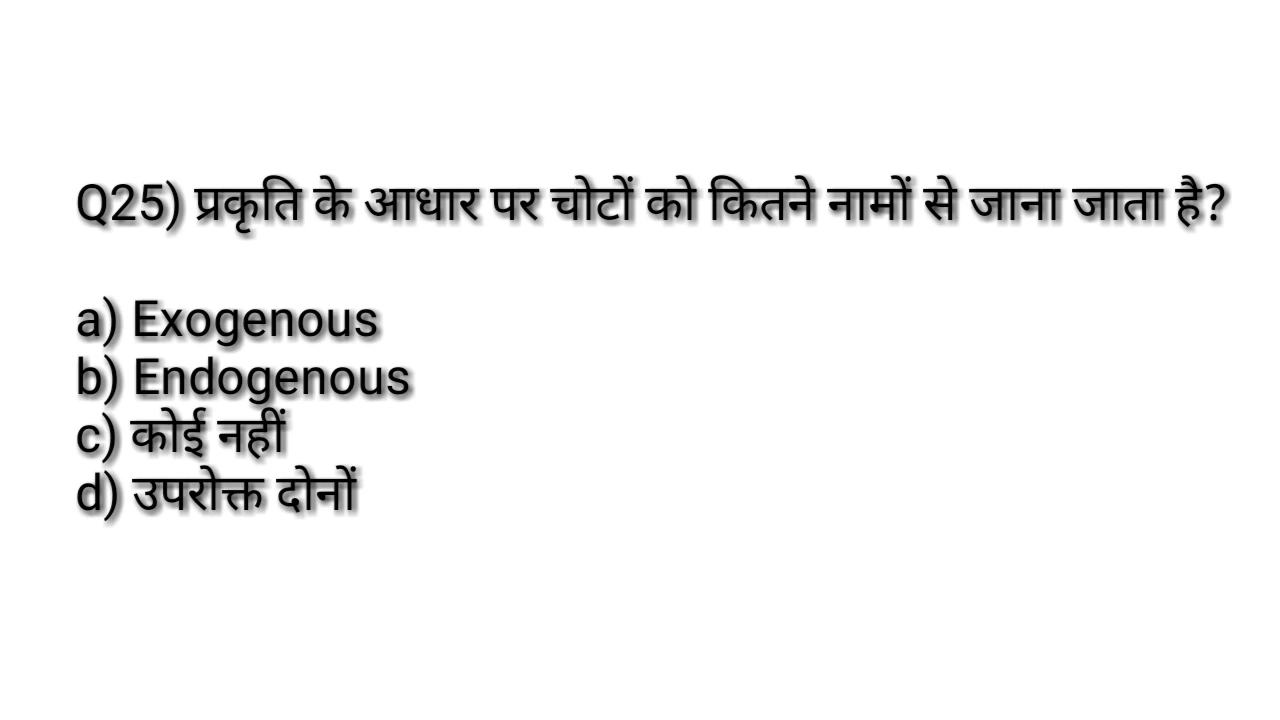 Q25) प्रकृति के आधार पर चोटों को कितने नामों से जाना जाता है?
a) Exogenous
b) Endogenous
c) कोई नहीं
d) उपरोक्त दोनों